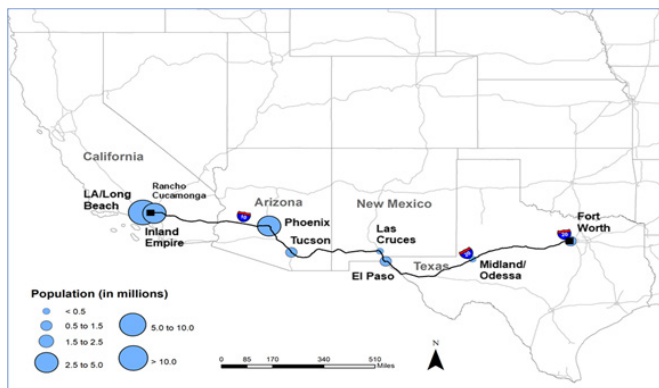 California
LA/Long
Beach
Rancho
Cucamonga
Inland
Empire
Arizona
Phoenix
Tucson
New Mexico
Las
Cruces
El Paso
Texas
Midland/
Odessa
Fort
Worth
Population (in millions)
< 0.5
0.5 to 1.5
1.5 to 2.5
2.5 to 5.0
5.0 to 10.0
> 10.0
0 85 170 340 510
Miles
N